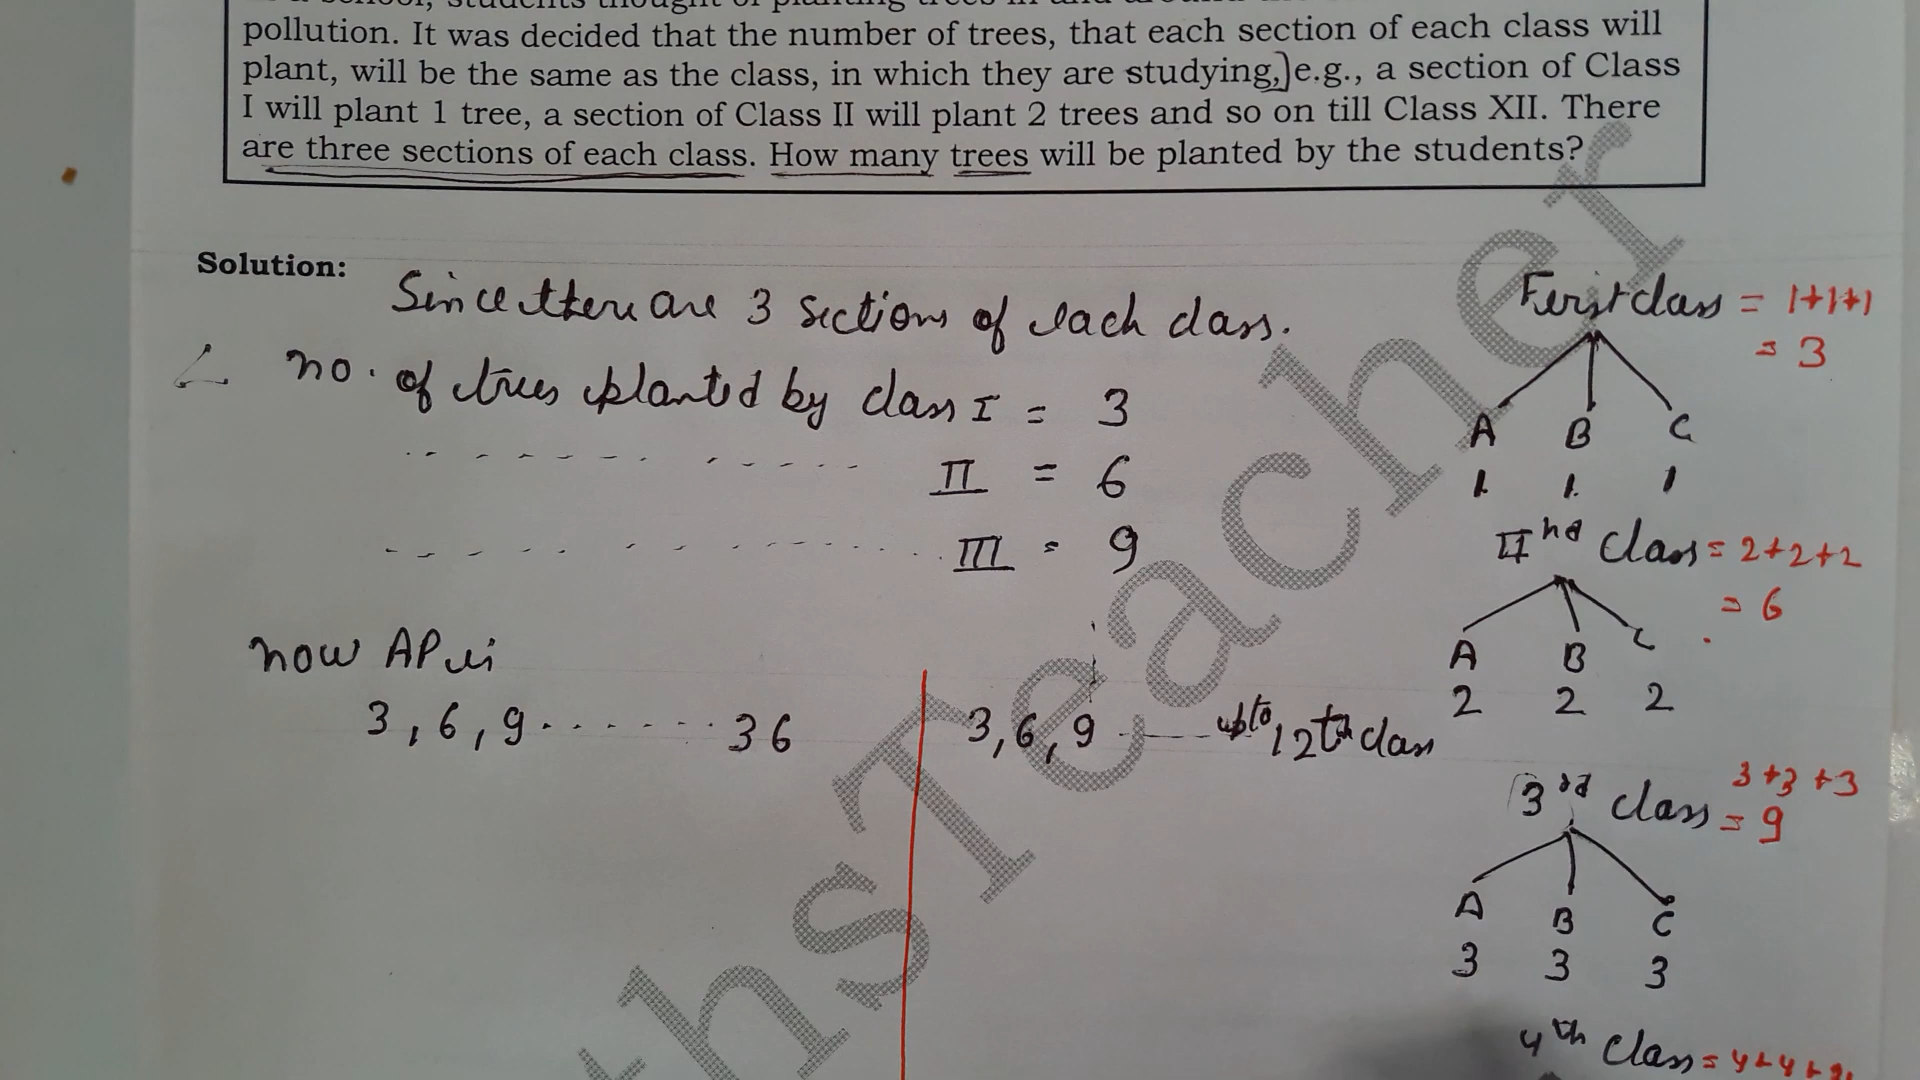 pollution. It was decided that the number of trees, that each section of each class will
plant, will be the same as the class, in which they are studying, e.g., a section of Class
I will plant 1 tree, a section of Class II will plant 2 trees and so on till Class XII. There
are three sections of each class. How many trees will be planted by the students?
Solution:
Since there are 3 sections of each class.
no. of trees planted by class I = 3
II = 6
III = 9
now AP is
3, 6, 9 ....... 36
3, 6, 9 ...... upto 12th class
First class = 1+1+1
= 3
A B C
1 1 1
IInd class = 2+2+2
= 6
A B C
2 2 2
3rd class = 3+3+3
= 9
A B C
3 3 3
4th class = 4+4+
hsTeacher